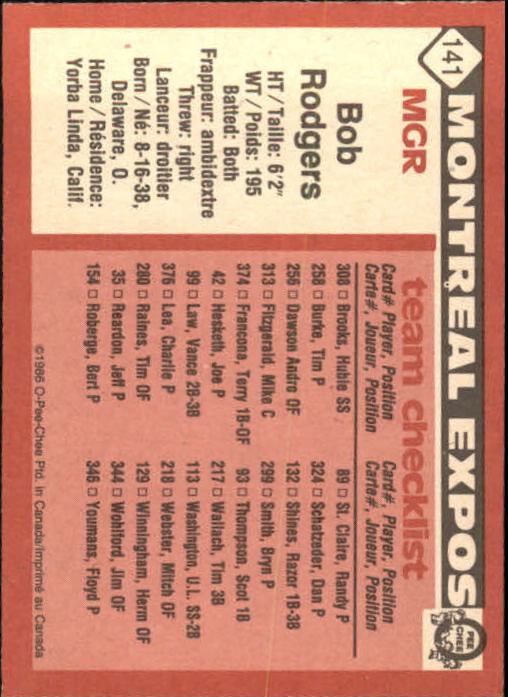 141
MONTREAL EXPOS
O
PEE
CHEE
MGR
Bob
Rodgers
HT/Taille: 6'2"
WT/Poids: 195
Batted: Both
Frappeur: ambidextre
Threw: right
Lanceur: droitier
Born/Né: 8-16-38,
Delaware, O.
Home/Résidence:
Yorba Linda, Calif.
team checklist
Card# Player, Position
Carte#, Joueur, Position
308 □ Brooks, Hubie SS
258 □ Burke, Tim P
256 □ Dawson Andre OF
313 □ Fitzgerald, Mike C
374 □ Francona, Terry 1B-OF
42 □ Hesketh, Joe P
99 □ Law, Vance 2B-3B
376 □ Lea, Charlie P
280 □ Raines, Tim OF
35 □ Reardon, Jeff P
154 □ Roberge, Bert P
Card#, Player, Position
Carte#, Joueur, Position
89 □ St. Claire, Randy P
324 □ Schatzeder, Dan P
132 □ Shines, Razor 1B-3B
299 □ Smith, Bryn P
93 □ Thompson, Scot 1B
217 □ Wallach, Tim 3B
113 □ Washington, U.L. SS-2B
218 □ Webster, Mitch OF
129 □ Winningham, Herm OF
344 □ Wohlford, Jim OF
346 □ Youmans, Floyd P
©1986 O-Pee-Chee Ptd. in Canada/Imprimé au Canada